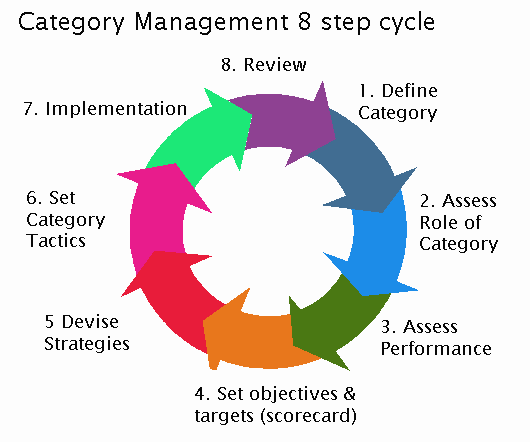 Category Management 8 step cycle
8. Review
1. Define
Category
2. Assess
Role of
Category
3. Assess
Performance
4. Set objectives &
targets (scorecard)
5 Devise
Strategies
6. Set
Category
Tactics
7. Implementation